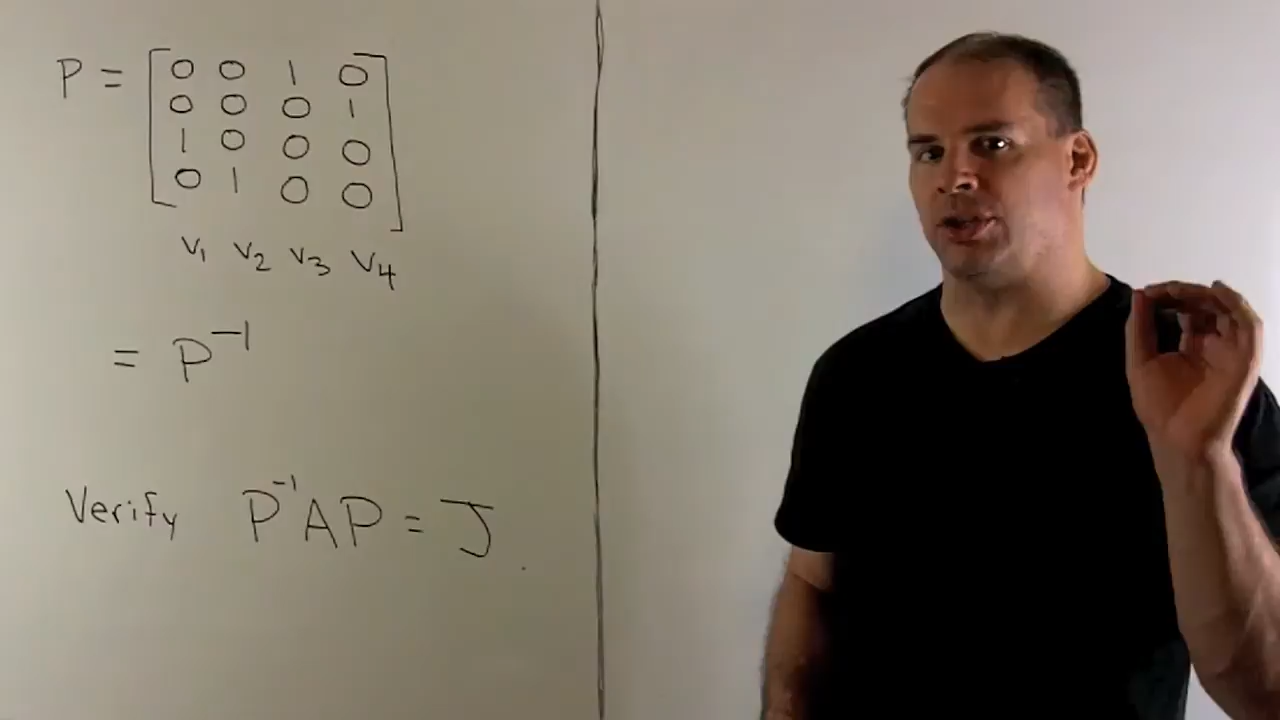 P = [0 0 1 0
0 0 0 1
1 0 0 0
0 1 0 0]
v₁ v₂ v₃ v₄
= P⁻¹
Verify P⁻¹AP = J.